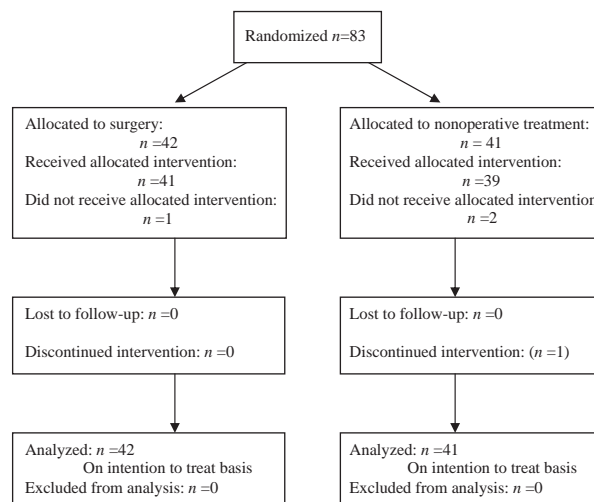 Randomized n=83
Allocated to surgery:
n =42
Received allocated intervention:
n =41
Did not receive allocated intervention:
n =1
Allocated to nonoperative treatment:
n = 41
Received allocated intervention:
n =39
Did not receive allocated intervention
n =2
Lost to follow-up: n =0
Discontinued intervention: n =0
Lost to follow-up: n =0
Discontinued intervention: (n =1)
Analyzed: n =42
On intention to treat basis
Excluded from analysis: n =0
Analyzed: n =41
On intention to treat basis
Excluded from analysis: n =0